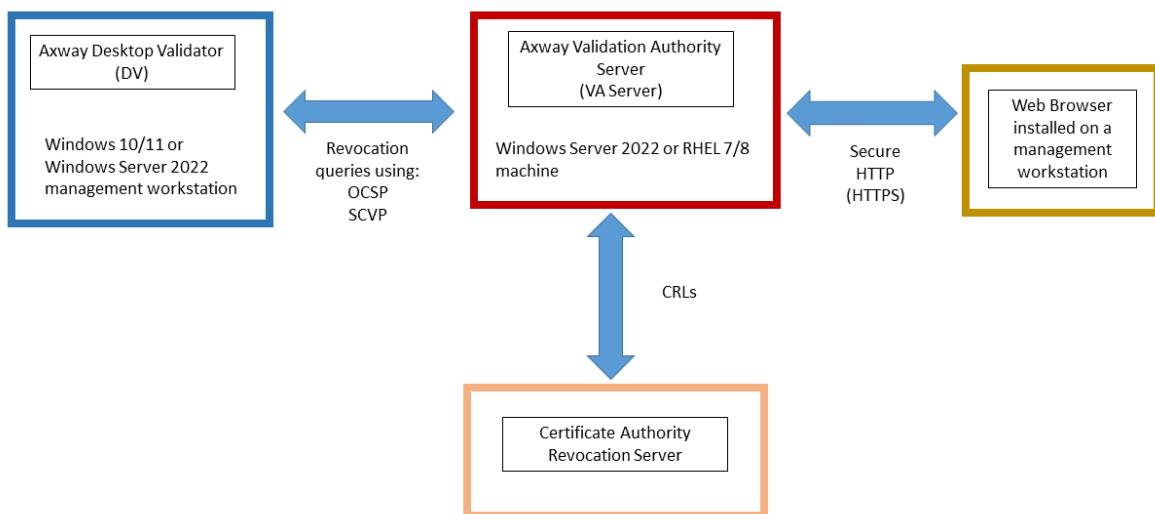 Axway Desktop Validator
(DV)
Windows 10/11 or
Windows Server 2022
management workstation
Revocation
queries using:
OCSP
SCVP
Axway Validation Authority
Server
(VA Server)
Windows Server 2022 or RHEL 7/8
machine
Secure
HTTP
(HTTPS)
Web Browser
installed on a
management
workstation
CRLs
Certificate Authority
Revocation Server